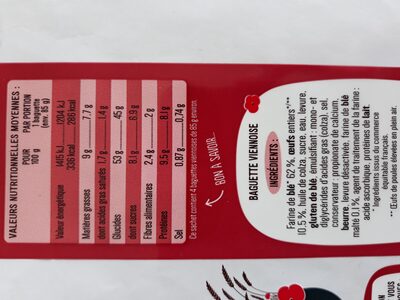 VALEURS NUTRITIONNELLES MOYENNES :
POUR 100 g
PAR PORTION 1 baguette (env. 85 g)
Valeur énergétique 1415 kJ 336 kcal 1204 kJ 286 kcal
Matières grasses 9 g 7.7 g
dont acides gras saturés 1.7 g 1.4 g
Glucides 53 g 45 g
dont sucres 8.1 g 6.9 g
Fibres alimentaires 2.4 g 2 g
Protéines 9.5 g 8.1 g
Sel 0.87 g 0.74 g
Ce sachet contient 4 baguettes viennoises de 85 g environ.
BON À SAVOIR...
BAGUETTE VIENNOISE
INGRÉDIENTS :
Farine de blé* 62 %, œufs entiers**
10.5 %, huile de colza, sucre, eau, levure,
gluten de blé, émulsifiant : mono- et
diglycérides d'acides gras (colza), sel,
conservateur : propionate de calcium,
beurre, levure désactivée, farine de blé
malté 0.1 %, agent de traitement de la farine :
acide ascorbique, protéines de lait.
*Ingrédients issus du commerce
équitable français.
**Œufs de poules élevées en plein air